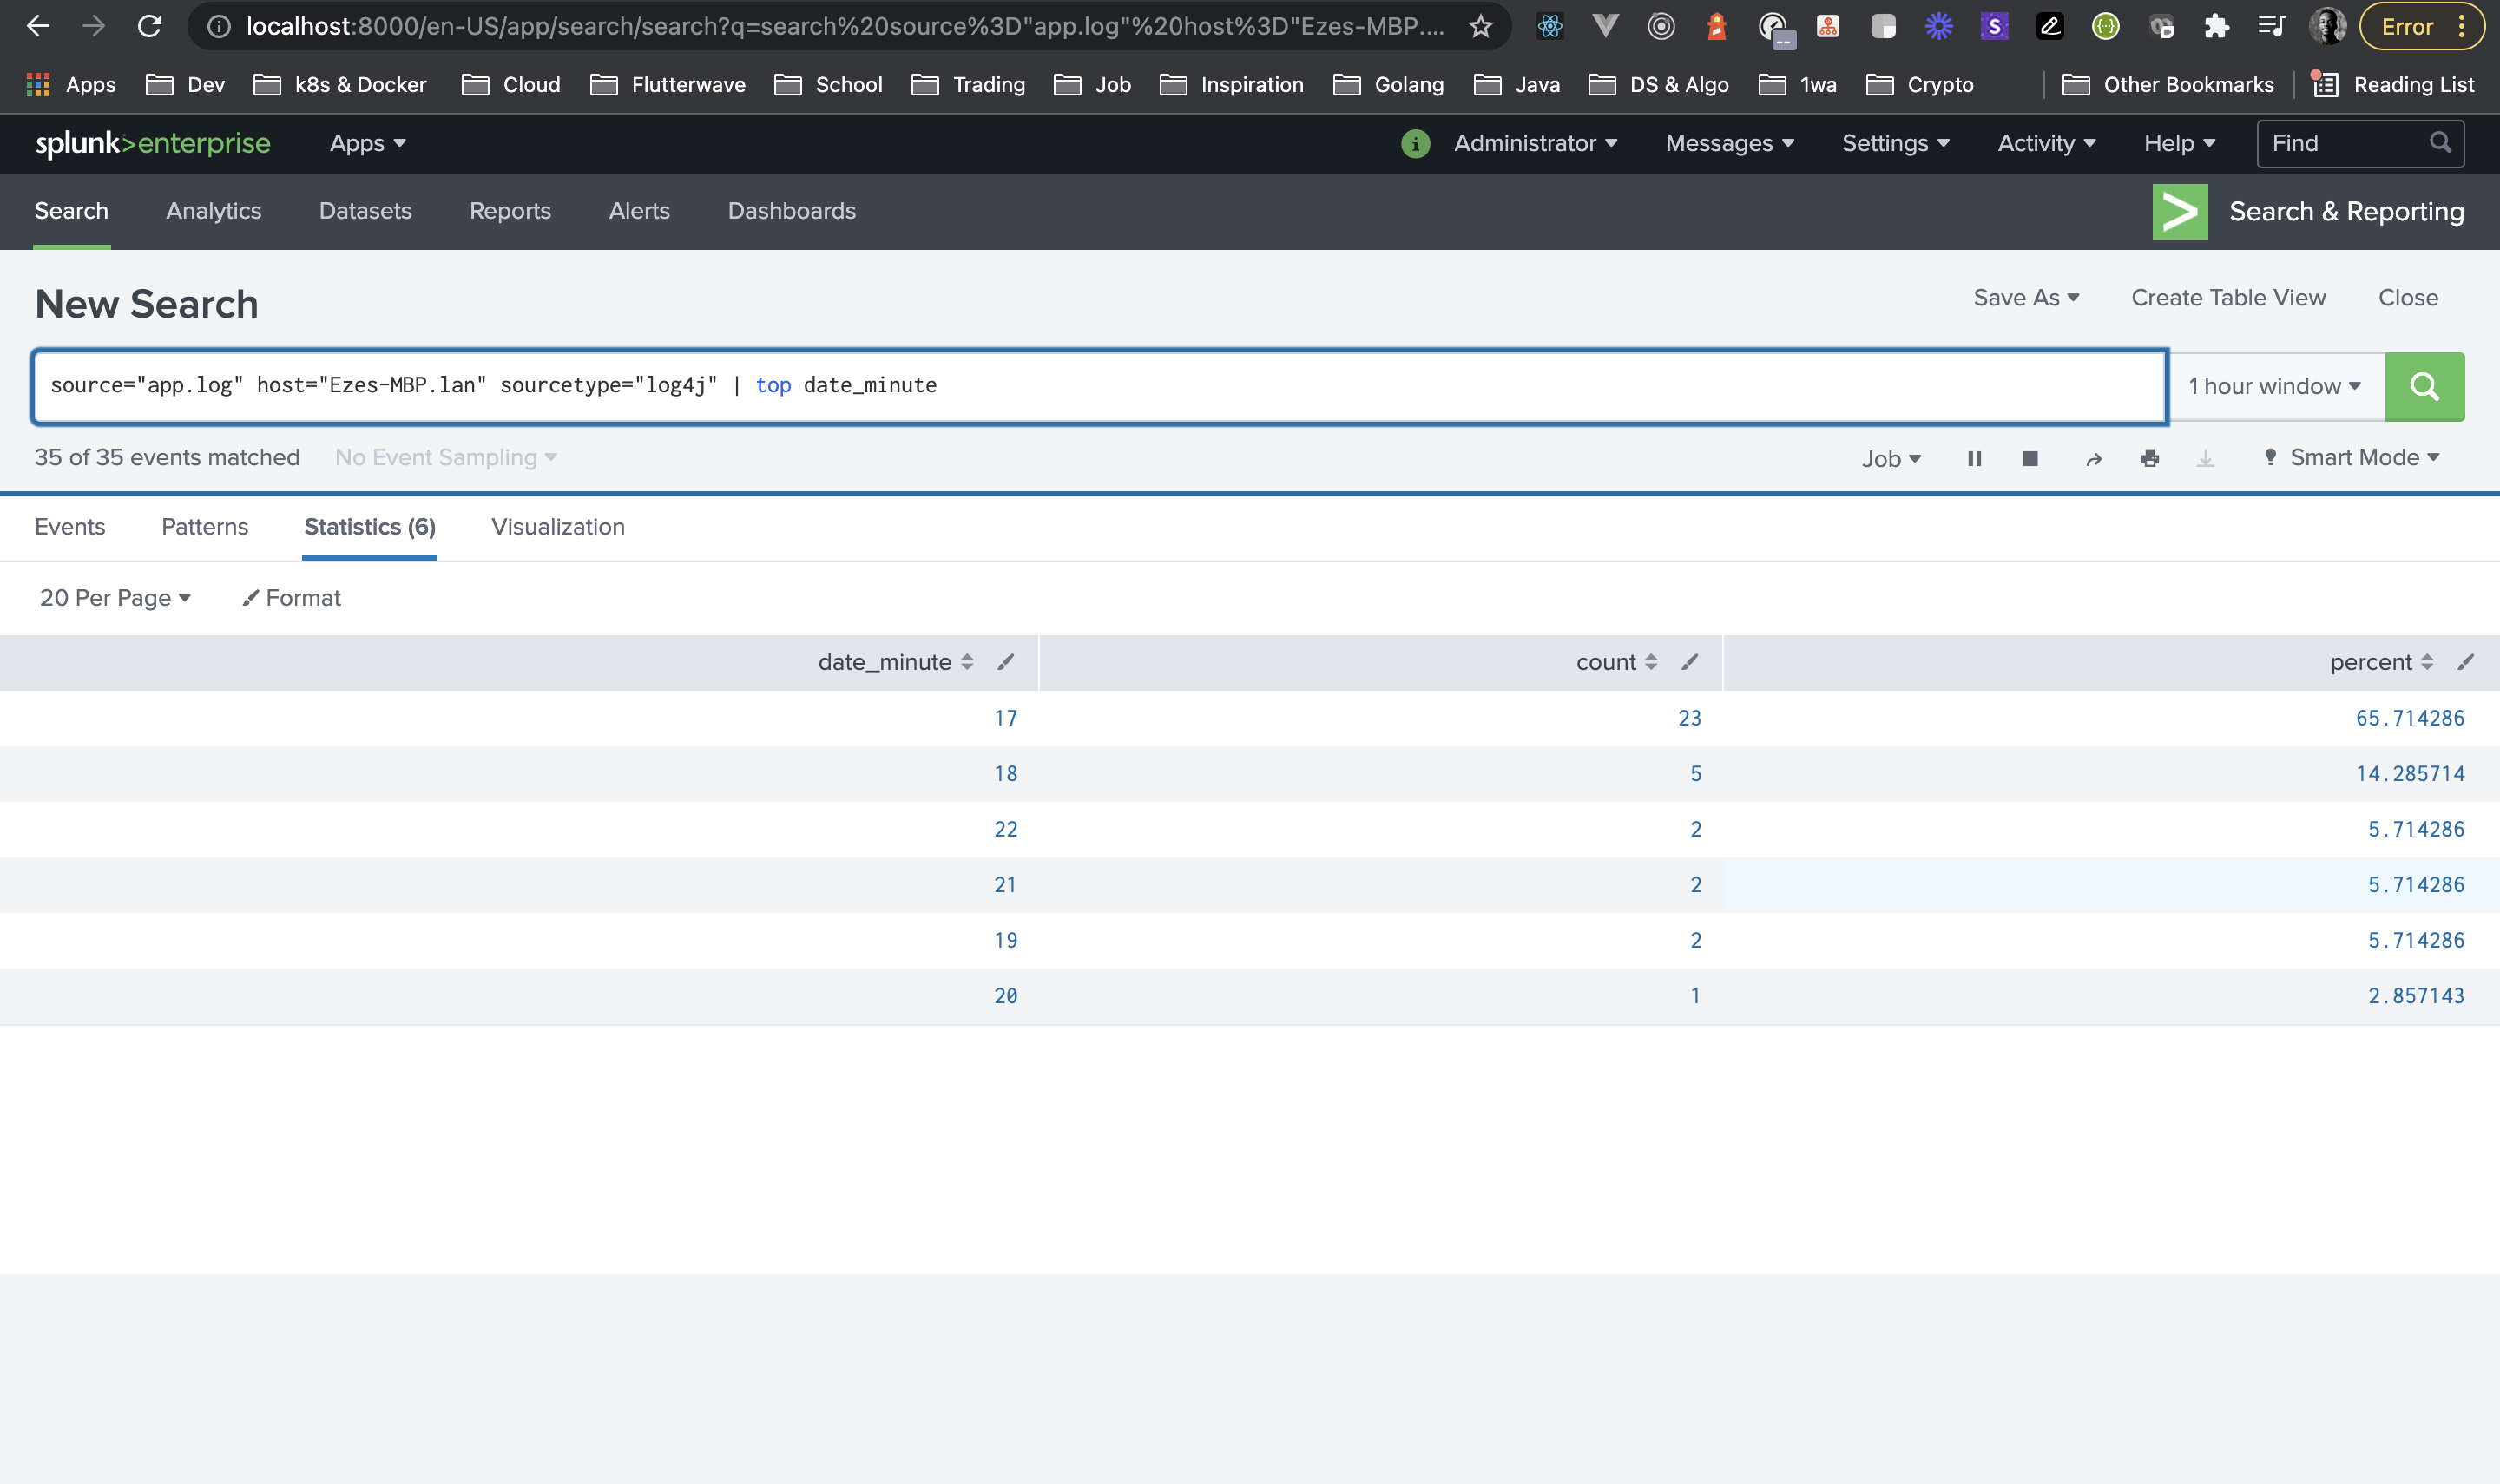 localhost:8000/en-US/app/search/search?q=search%20source%3D"app.log"%20host%3D"Ezes-MBP.... S Error
Apps Dev k8s & Docker Cloud Flutterwave School Trading Job Inspiration Golang Java DS & Algo 1wa Crypto Other Bookmarks Reading List
splunk>enterprise Apps Administrator Messages Settings Activity Help Find
Search Analytics Datasets Reports Alerts Dashboards Search & Reporting
New Search Save As Create Table View Close
source="app.log" host="Ezes-MBP.lan" sourcetype="log4j" | top date_minute 1 hour window
35 of 35 events matched No Event Sampling Job Smart Mode
Events Patterns Statistics (6) Visualization
20 Per Page Format
date_minute count percent
17 23 65.714286
18 5 14.285714
22 2 5.714286
21 2 5.714286
19 2 5.714286
20 1 2.857143